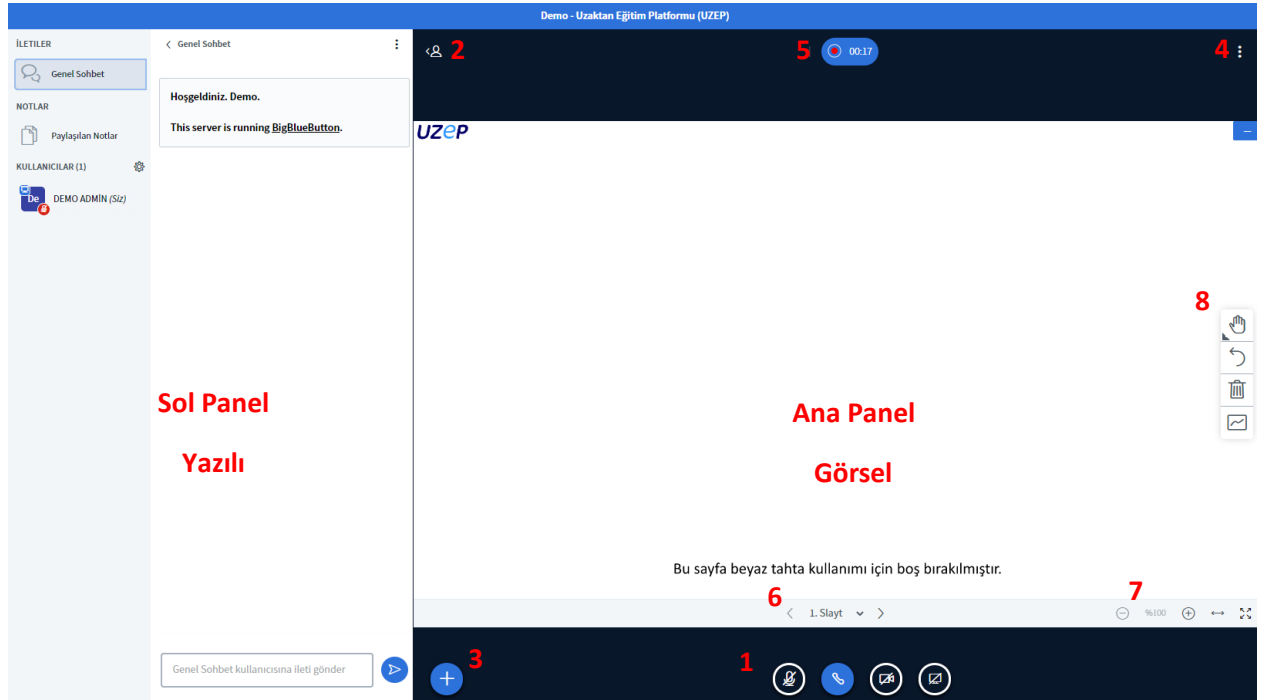 Demo - Uzaktan Eğitim Platformu (UZEP)
İLETİLER
Genel Sohbet
NOTLAR
Paylaşılan Notlar
KULLANICILAR (1)
De
DEMO ADMİN (Siz)
Genel Sohbet
Hoşgeldiniz. Demo.
This server is running BigBlueButton.
Sol Panel
Yazılı
Genel Sohbet kullanıcısına ileti gönder
2
5
00:17
4
UZeP
8
Ana Panel
Görsel
Bu sayfa beyaz tahta kullanımı için boş bırakılmıştır.
6
1. Slayt
7
%100
3
1